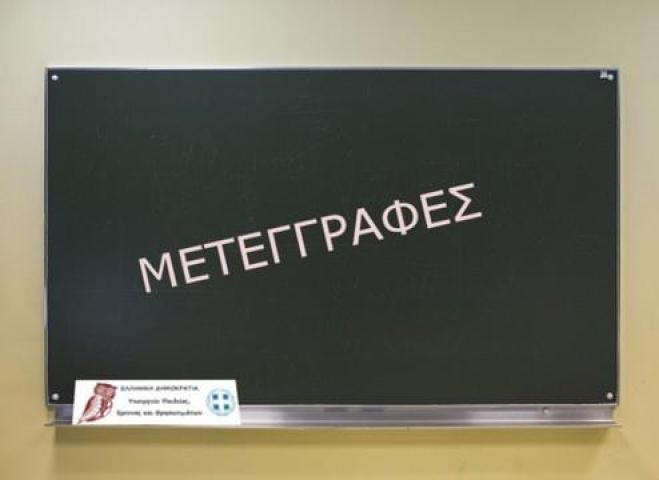 ΜΕΤΕΓΓΡΑΦΕΣ
ΕΛΛΗΝΙΚΗ ΔΗΜΟΚΡΑΤΙΑ
Υπουργείο Παιδείας,
Έρευνας και Θρησκευμάτων